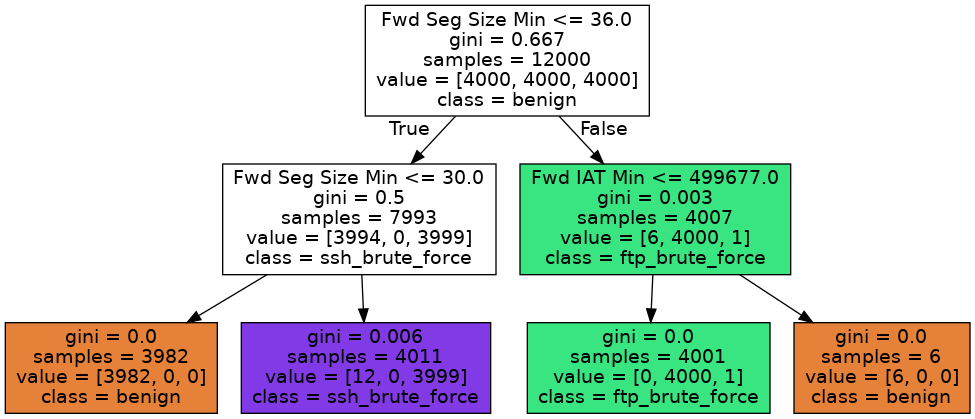 Fwd Seg Size Min <= 36.0
gini = 0.667
samples = 12000
value = [4000, 4000, 4000]
class = benign
True
False
Fwd Seg Size Min <= 30.0
gini = 0.5
samples = 7993
value = [3994, 0, 3999]
class = ssh_brute_force
Fwd IAT Min <= 499677.0
gini = 0.003
samples = 4007
value = [6, 4000, 1]
class = ftp_brute_force
gini = 0.0
samples = 3982
value = [3982, 0, 0]
class = benign
gini = 0.006
samples = 4011
value = [12, 0, 3999]
class = ssh_brute_force
gini = 0.0
samples = 4001
value = [0, 4000, 1]
class = ftp_brute_force
gini = 0.0
samples = 6
value = [6, 0, 0]
class = benign